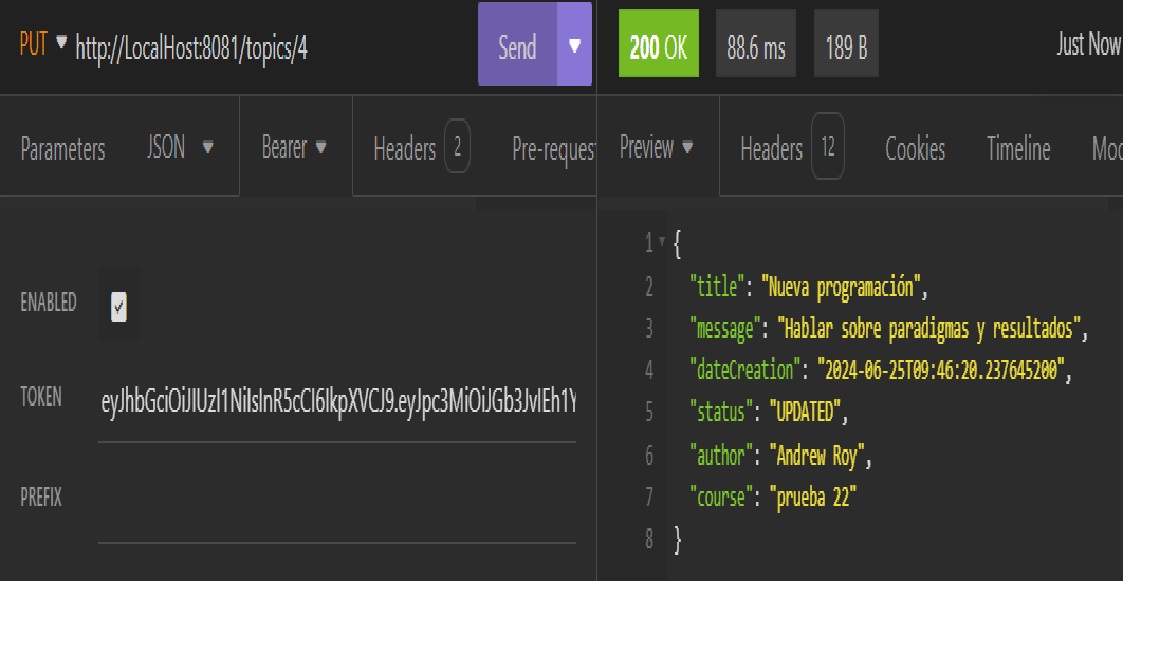 PUT http://LocalHost:8081/topics/4 Send
200 OK 88.6 ms 189 B Just Now
Parameters JSON Bearer Headers 2 Pre-request
Preview Headers 12 Cookies Timeline Moc
ENABLED
TOKEN eyJhbGciOiJIUzI1NiIsInR5cCI6IkpXVCJ9.eyJpc3MiOiJGb3JvIEh1Y
PREFIX
1 {
2 "title": "Nueva programación",
3 "message": "Hablar sobre paradigmas y resultados",
4 "dateCreation": "2024-06-25T09:46:20.237645200",
5 "status": "UPDATED",
6 "author": "Andrew Roy",
7 "course": "prueba 22"
8 }